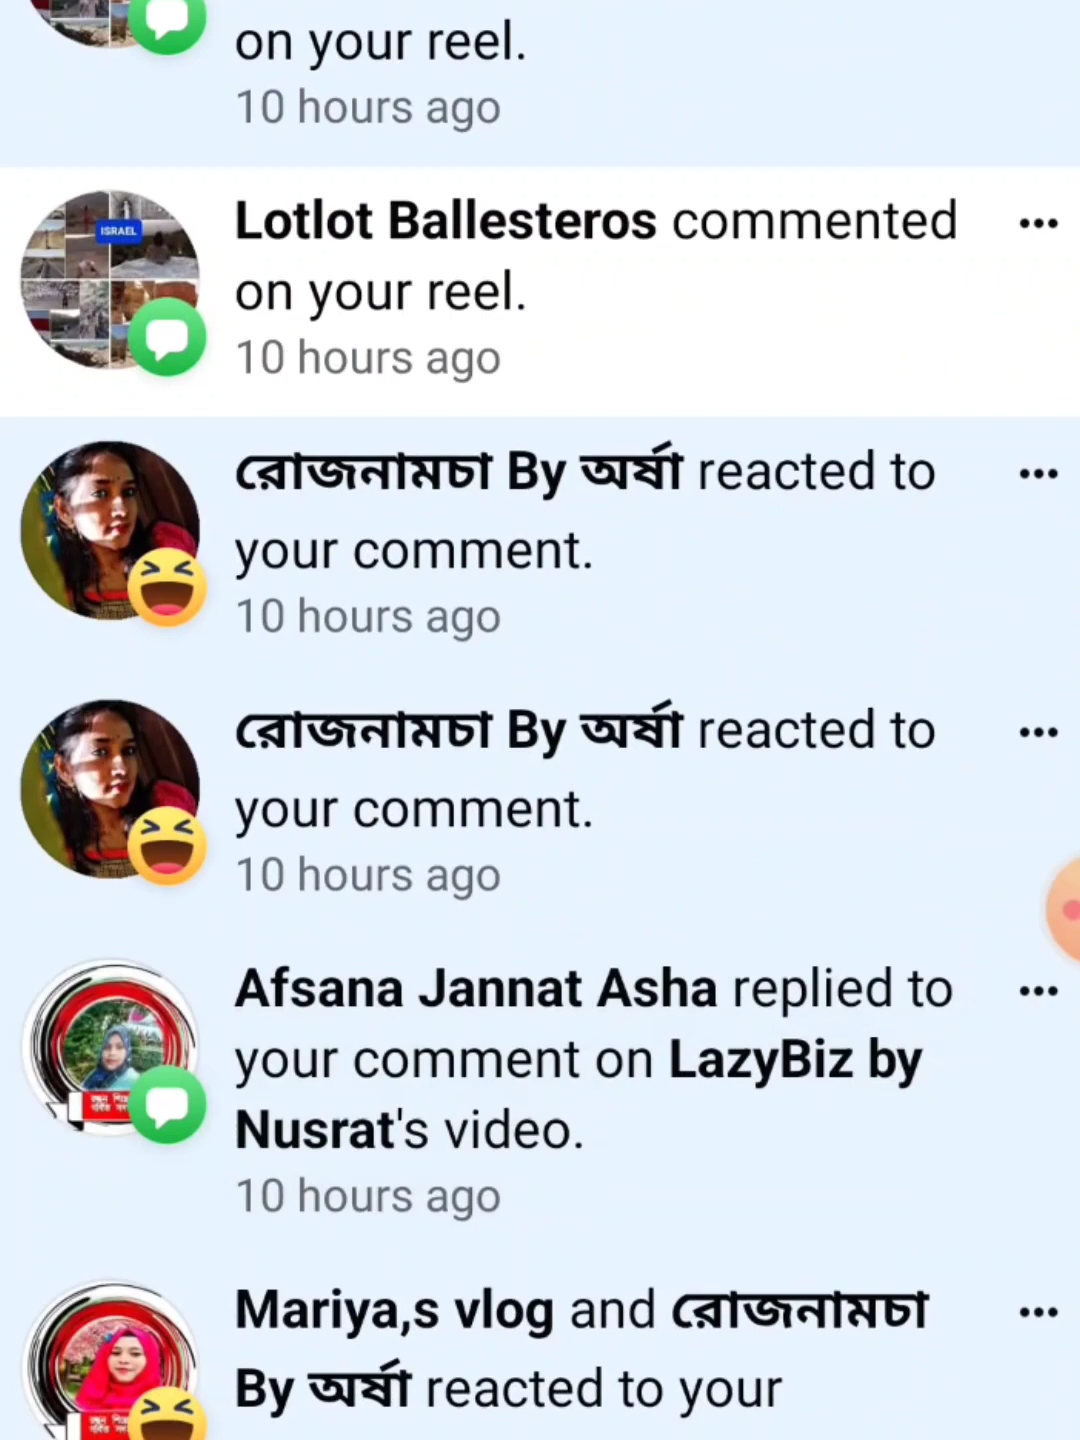 on your reel.
10 hours ago
ISRAEL
Lotlot Ballesteros commented
on your reel.
10 hours ago
রোজনামচা By অর্ষা reacted to
your comment.
10 hours ago
রোজনামচা By অর্ষা reacted to
your comment.
10 hours ago
Afsana Jannat Asha replied to
your comment on LazyBiz by
Nusrat's video.
10 hours ago
Mariya,s vlog and রোজনামচা
By অর্ষা reacted to your